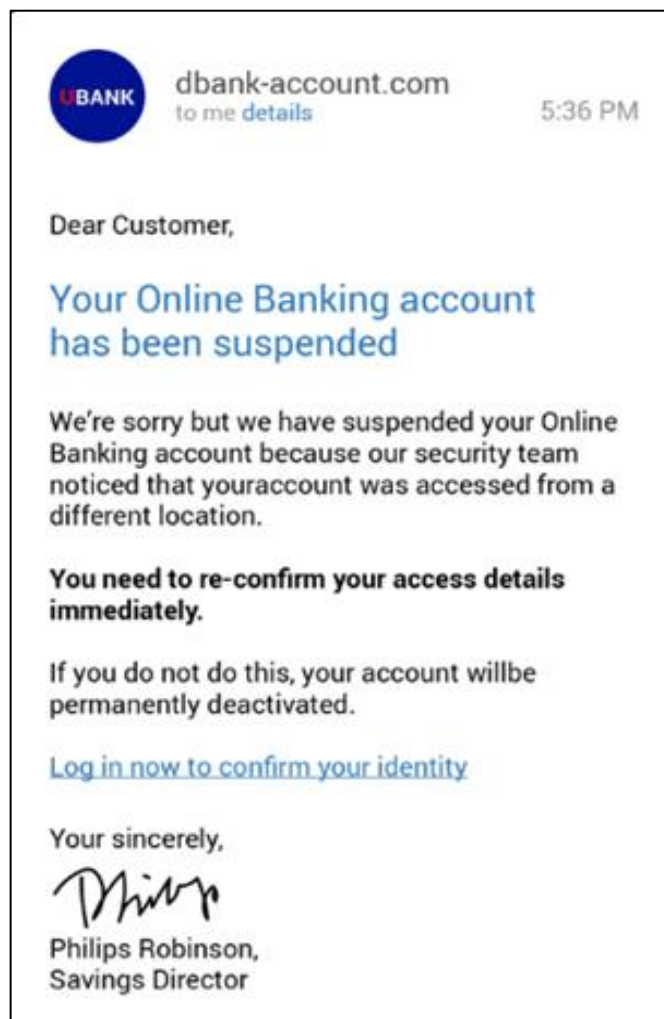 UBANK
dbank-account.com
to me details
5:36 PM
Dear Customer,
Your Online Banking account
has been suspended
We're sorry but we have suspended your Online
Banking account because our security team
noticed that youraccount was accessed from a
different location.
You need to re-confirm your access details
immediately.
If you do not do this, your account willbe
permanently deactivated.
Log in now to confirm your identity
Your sincerely,
Philips Robinson,
Savings Director